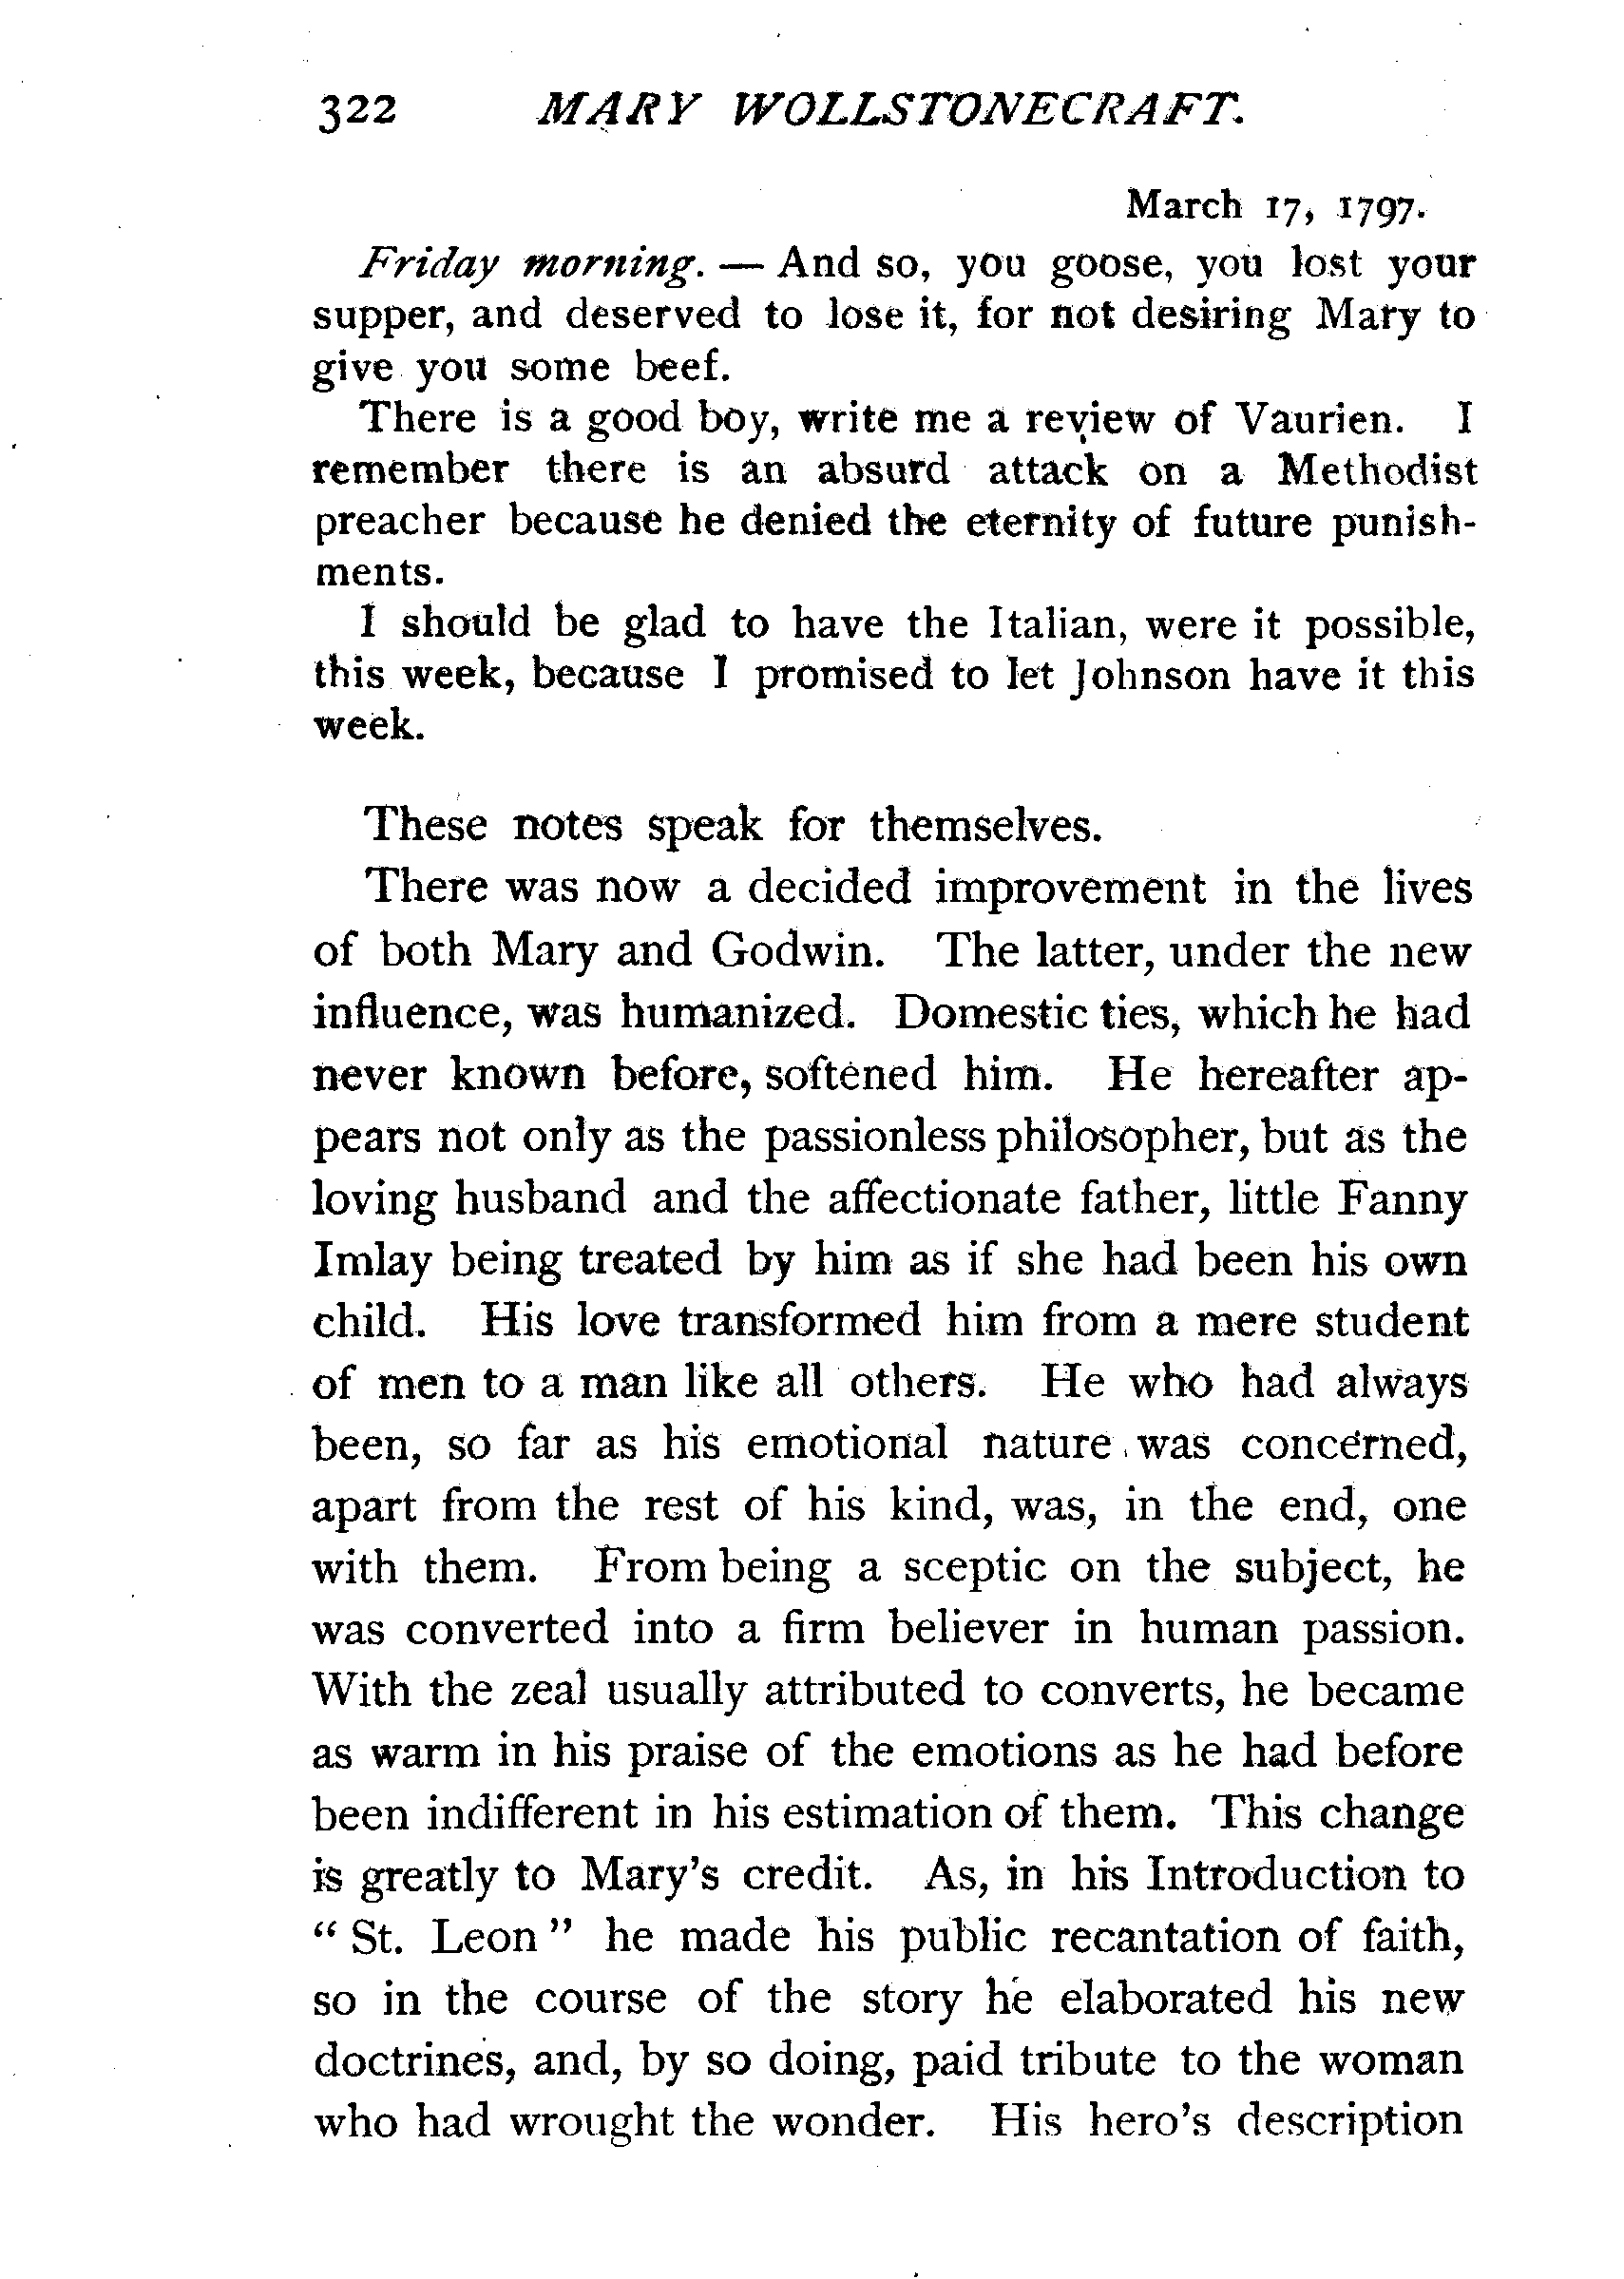 322 MARY WOLLSTONECRAFT.
March 17, 1797.
Friday morning. — And so, you goose, you lost your
supper, and deserved to lose it, for not desiring Mary to
give you some beef.
There is a good boy, write me a review of Vaurien. I
remember there is an absurd attack on a Methodist
preacher because he denied the eternity of future punish-
ments.
I should be glad to have the Italian, were it possible,
this week, because I promised to let Johnson have it this
week.
These notes speak for themselves.
There was now a decided improvement in the lives
of both Mary and Godwin. The latter, under the new
influence, was humanized. Domestic ties, which he had
never known before, softened him. He hereafter ap-
pears not only as the passionless philosopher, but as the
loving husband and the affectionate father, little Fanny
Imlay being treated by him as if she had been his own
child. His love transformed him from a mere student
of men to a man like all others. He who had always
been, so far as his emotional nature was concerned,
apart from the rest of his kind, was, in the end, one
with them. From being a sceptic on the subject, he
was converted into a firm believer in human passion.
With the zeal usually attributed to converts, he became
as warm in his praise of the emotions as he had before
been indifferent in his estimation of them. This change
is greatly to Mary's credit. As, in his Introduction to
"St. Leon" he made his public recantation of faith,
so in the course of the story he elaborated his new
doctrines, and, by so doing, paid tribute to the woman
who had wrought the wonder. His hero's description